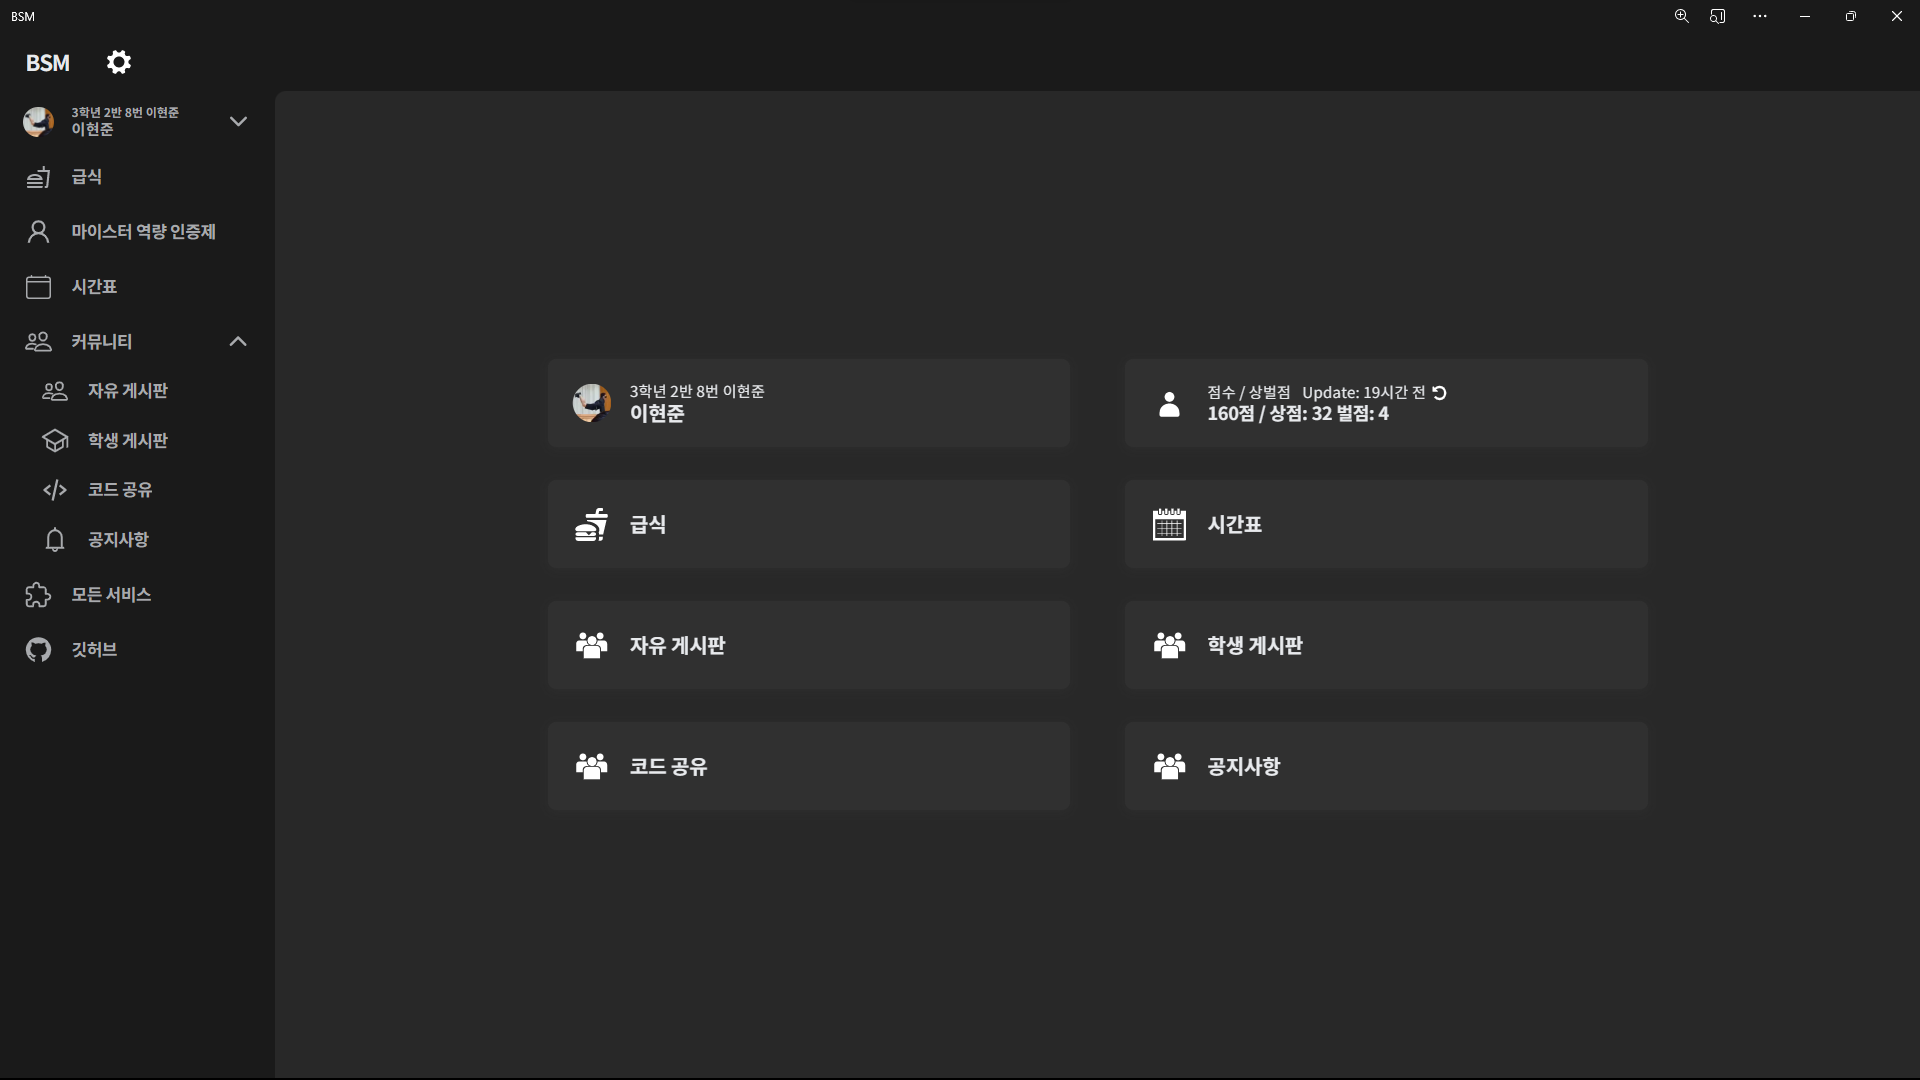 BSM
BSM
3학년 2반 8번 이현준
이현준
급식
마이스터 역량 인증제
시간표
커뮤니티
자유 게시판
학생 게시판
코드 공유
공지사항
모든 서비스
깃허브
3학년 2반 8번 이현준
이현준
점수 / 상벌점 Update: 19시간 전
160점 / 상점: 32 벌점: 4
급식
시간표
자유 게시판
학생 게시판
코드 공유
공지사항